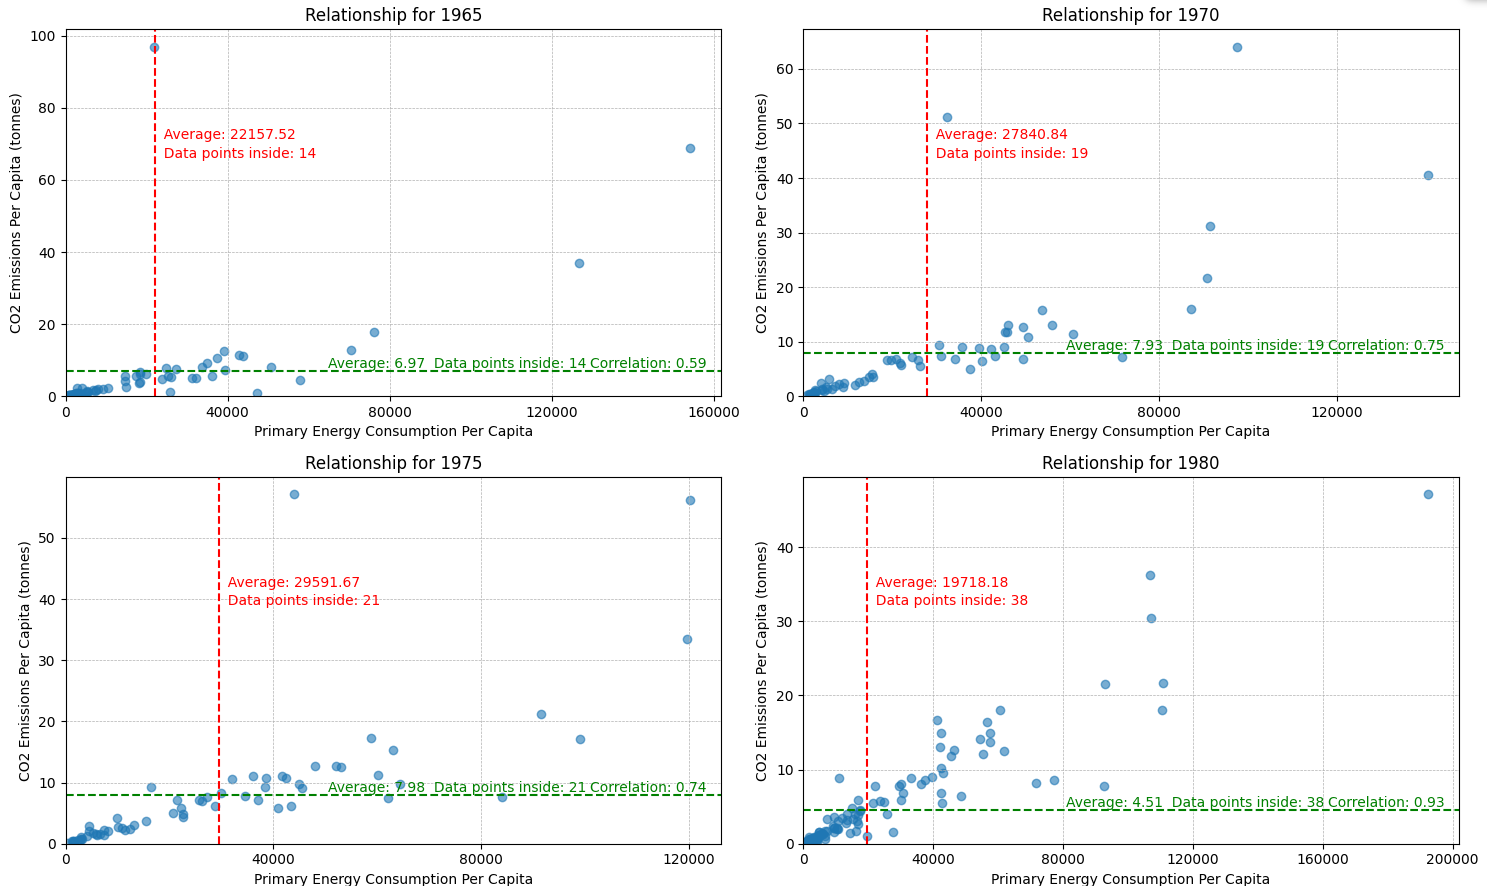 Relationship for 1965
CO2 Emissions Per Capita (tonnes)
100
80
60
40
20
0
Average: 22157.52
Data points inside: 14
Average: 6.97 Data points inside: 14 Correlation: 0.59
0 40000 80000 120000 160000
Primary Energy Consumption Per Capita
Relationship for 1970
CO2 Emissions Per Capita (tonnes)
60
50
40
30
20
10
0
Average: 27840.84
Data points inside: 19
Average: 7.93 Data points inside: 19 Correlation: 0.75
0 40000 80000 120000
Primary Energy Consumption Per Capita
Relationship for 1975
CO2 Emissions Per Capita (tonnes)
50
40
30
20
10
0
Average: 29591.67
Data points inside: 21
Average: 7.98 Data points inside: 21 Correlation: 0.74
0 40000 80000 120000
Primary Energy Consumption Per Capita
Relationship for 1980
CO2 Emissions Per Capita (tonnes)
40
30
20
10
0
Average: 19718.18
Data points inside: 38
Average: 4.51 Data points inside: 38 Correlation: 0.93
0 40000 80000 120000 160000 200000
Primary Energy Consumption Per Capita